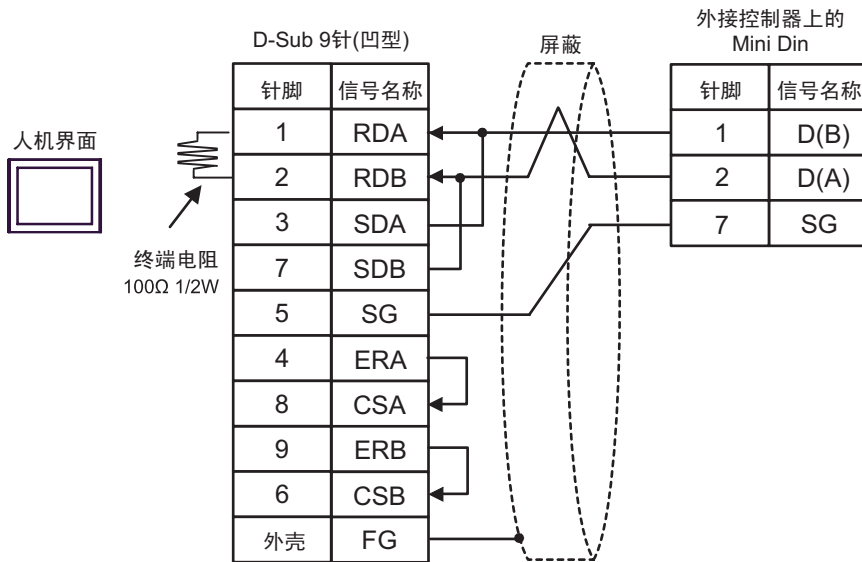 外接控制器上的
Mini Din
D-Sub 9针(凹型)
屏蔽
人机界面
针脚 信号名称
1 RDA
2 RDB
3 SDA
7 SDB
5 SG
4 ERA
8 CSA
9 ERB
6 CSB
外壳 FG
终端电阻
100Ω 1/2W
针脚 信号名称
1 D(B)
2 D(A)
7 SG